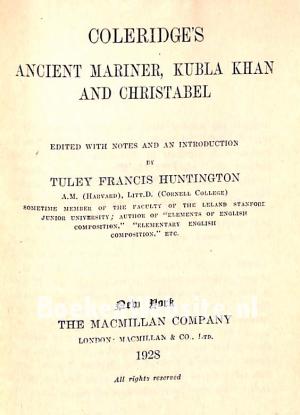 COLERIDGE'S
ANCIENT MARINER, KUBLA KHAN
AND CHRISTABEL
EDITED WITH NOTES AND AN INTRODUCTION
BY
TULEY FRANCIS HUNTINGTON
A.M. (HARVARD), LITT.D. (CORNELL COLLEGE)
SOMETIME MEMBER OF THE FACULTY OF THE LELAND STANFORD
JUNIOR UNIVERSITY; AUTHOR OF "ELEMENTS OF ENGLISH
COMPOSITION," "ELEMENTARY ENGLISH
COMPOSITION," ETC.
New York
THE MACMILLAN COMPANY
LONDON: MACMILLAN & CO., LTD.
1928
All rights reserved